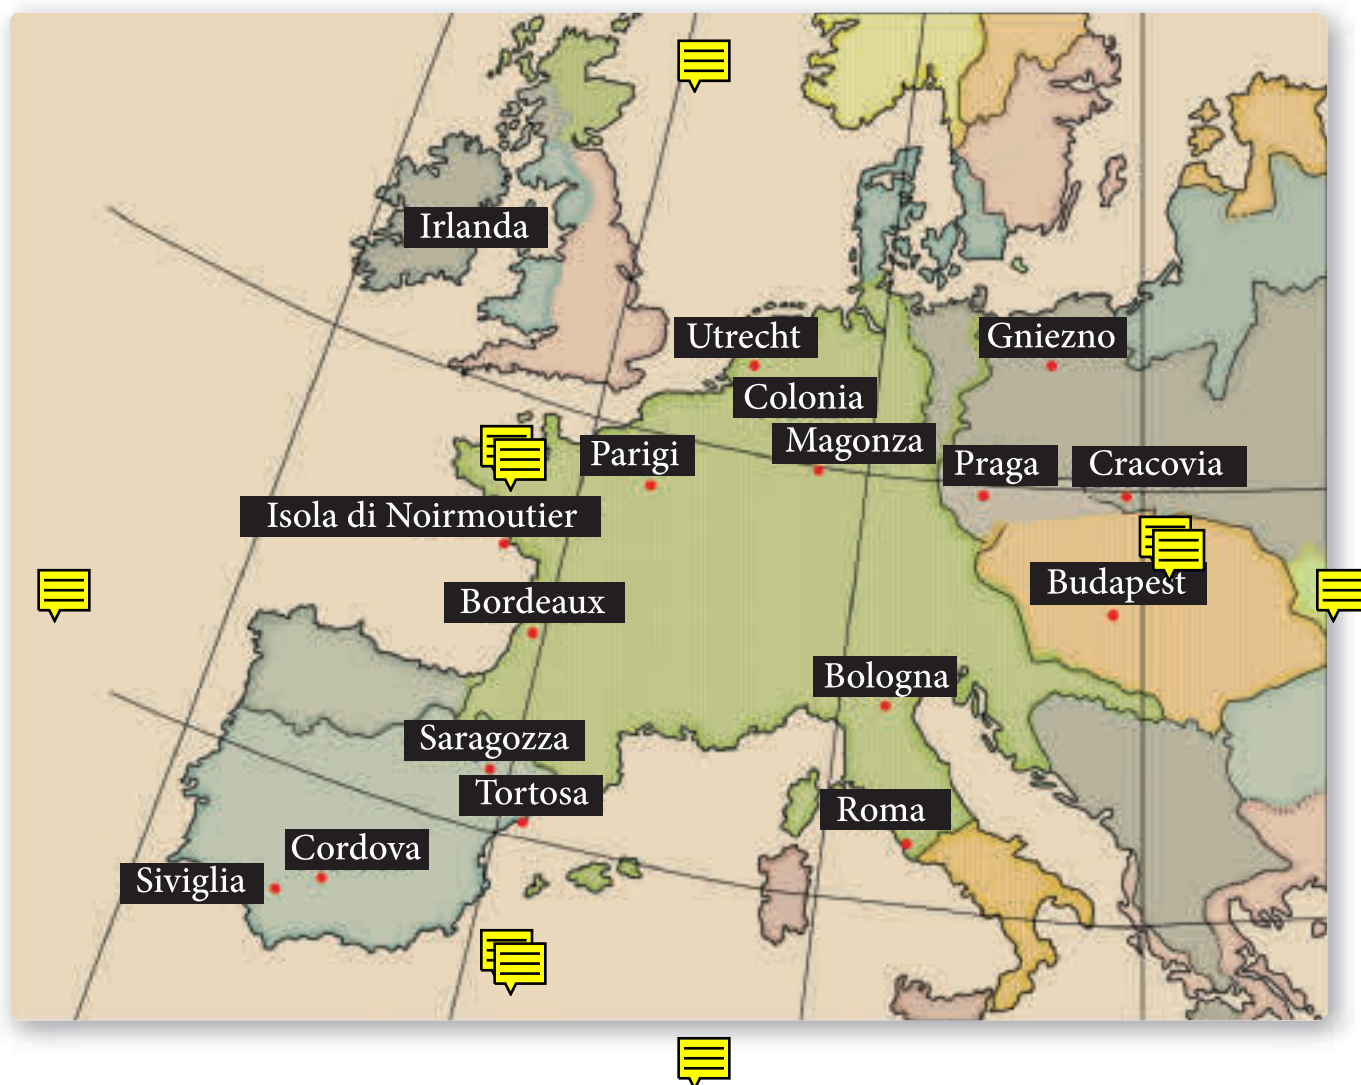 Irlanda
Utrecht
Gniezno
Colonia
Magonza
Parigi
Praga
Cracovia
Isola di Noirmoutier
Budapest
Bordeaux
Bologna
Saragozza
Tortosa
Roma
Cordova
Siviglia